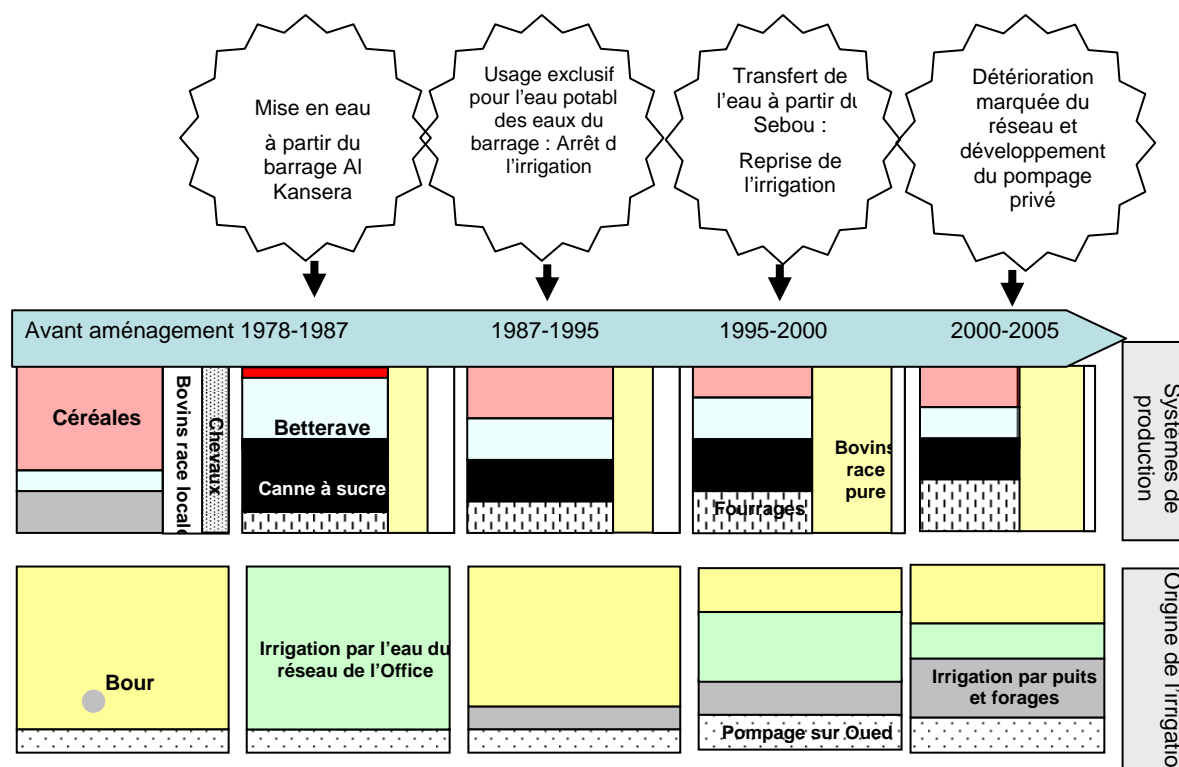 Mise en eau
à partir du
barrage Al
Kansera
Usage exclusif
pour l'eau potabl
des eaux du
barrage : Arrêt d
l'irrigation
Transfert de
l'eau à partir du
Sebou :
Reprise de
l'irrigation
Détérioration
marquée du
réseau et
développement
du pompage
privé
Avant aménagement 1978-1987
1987-1995
1995-2000
2000-2005
Céréales
Bovins race locale
Chevaux
Betterave
Canne à sucre
Fourrages
Bovins
race
pure
Systèmes de
production
Bour
Irrigation par l'eau du
réseau de l'Office
Pompage sur Oued
Irrigation par puits
et forages
Origine de l'irrigatio